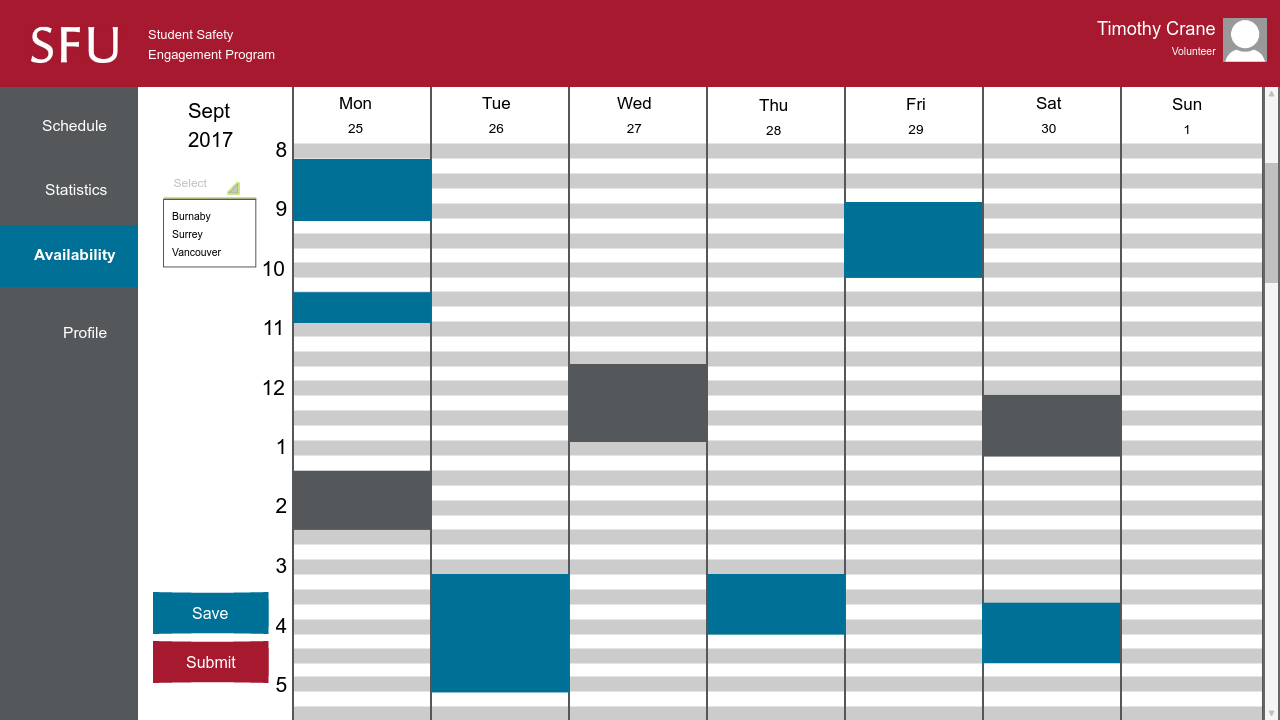 SFU
Student Safety
Engagement Program
Timothy Crane
Volunteer
Schedule
Statistics
Availability
Profile
Sept
2017
Select
Burnaby
Surrey
Vancouver
Save
Submit
Mon
25
Tue
26
Wed
27
Thu
28
Fri
29
Sat
30
Sun
1
8
9
10
11
12
1
2
3
4
5